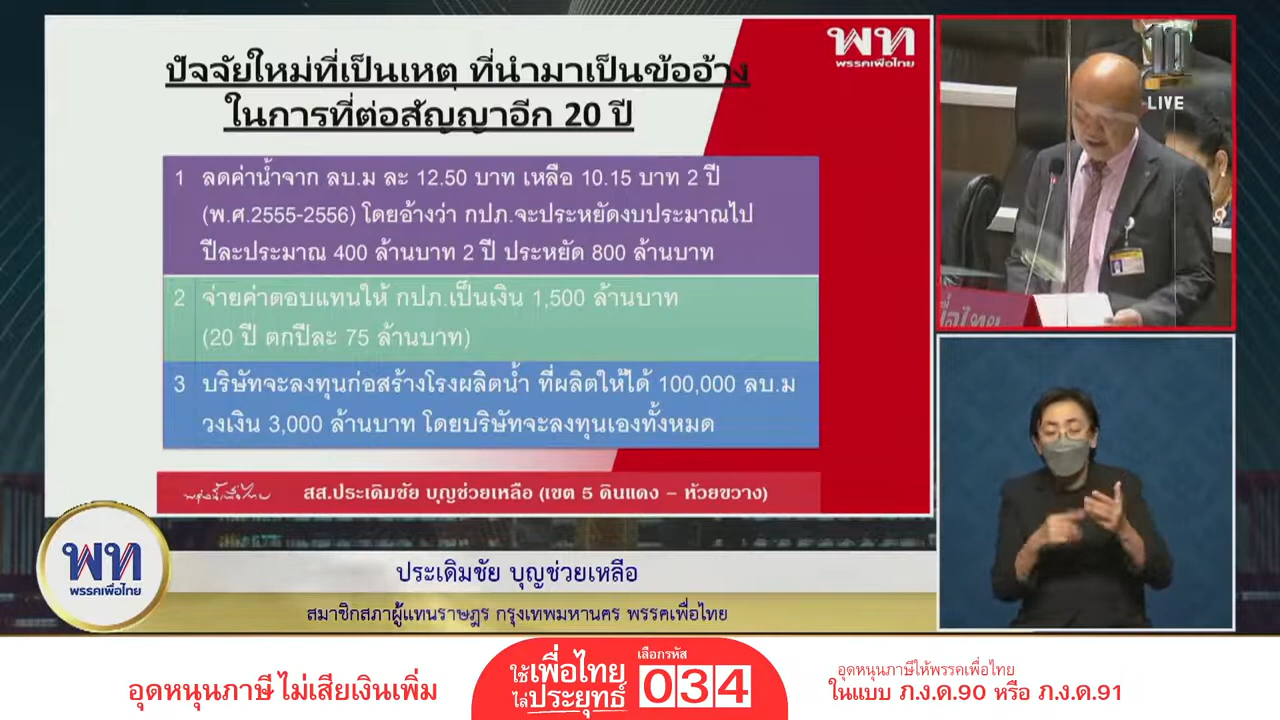 ปัจจัยใหม่ที่เป็นเหตุ ที่นำมาเป็นข้ออ้าง
ในการที่ต่อสัญญาอีก 20 ปี
พท
พรรคเพื่อไทย
1 ลดค่าน้ำจาก ลบ.ม ละ 12.50 บาท เหลือ 10.15 บาท 2 ปี
(พ.ศ.2555-2556) โดยอ้างว่า กปภ.จะประหยัดงบประมาณไป
ปีละประมาณ 400 ล้านบาท 2 ปี ประหยัด 800 ล้านบาท
2 จ่ายค่าตอบแทนให้ กปภ.เป็นเงิน 1,500 ล้านบาท
(20 ปี ตกปีละ 75 ล้านบาท)
3 บริษัทจะลงทุนก่อสร้างโรงผลิตน้ำ ที่ผลิตให้ได้ 100,000 ลบ.ม
วงเงิน 3,000 ล้านบาท โดยบริษัทจะลงทุนเองทั้งหมด
สส.ประเดิมชัย บุญช่วยเหลือ (เขต 5 ดินแดง – ห้วยขวาง)
10
LIVE
พท
พรรคเพื่อไทย
ประเดิมชัย บุญช่วยเหลือ
สมาชิกสภาผู้แทนราษฎร กรุงเทพมหานคร พรรคเพื่อไทย
อุดหนุนภาษี ไม่เสียเงินเพิ่ม
ใช้เพื่อไทย
ไล่ประยุทธ์
เลือกรหัส
034
อุดหนุนภาษีให้พรรคเพื่อไทย
ในแบบ ภ.ง.ด.90 หรือ ภ.ง.ด.91